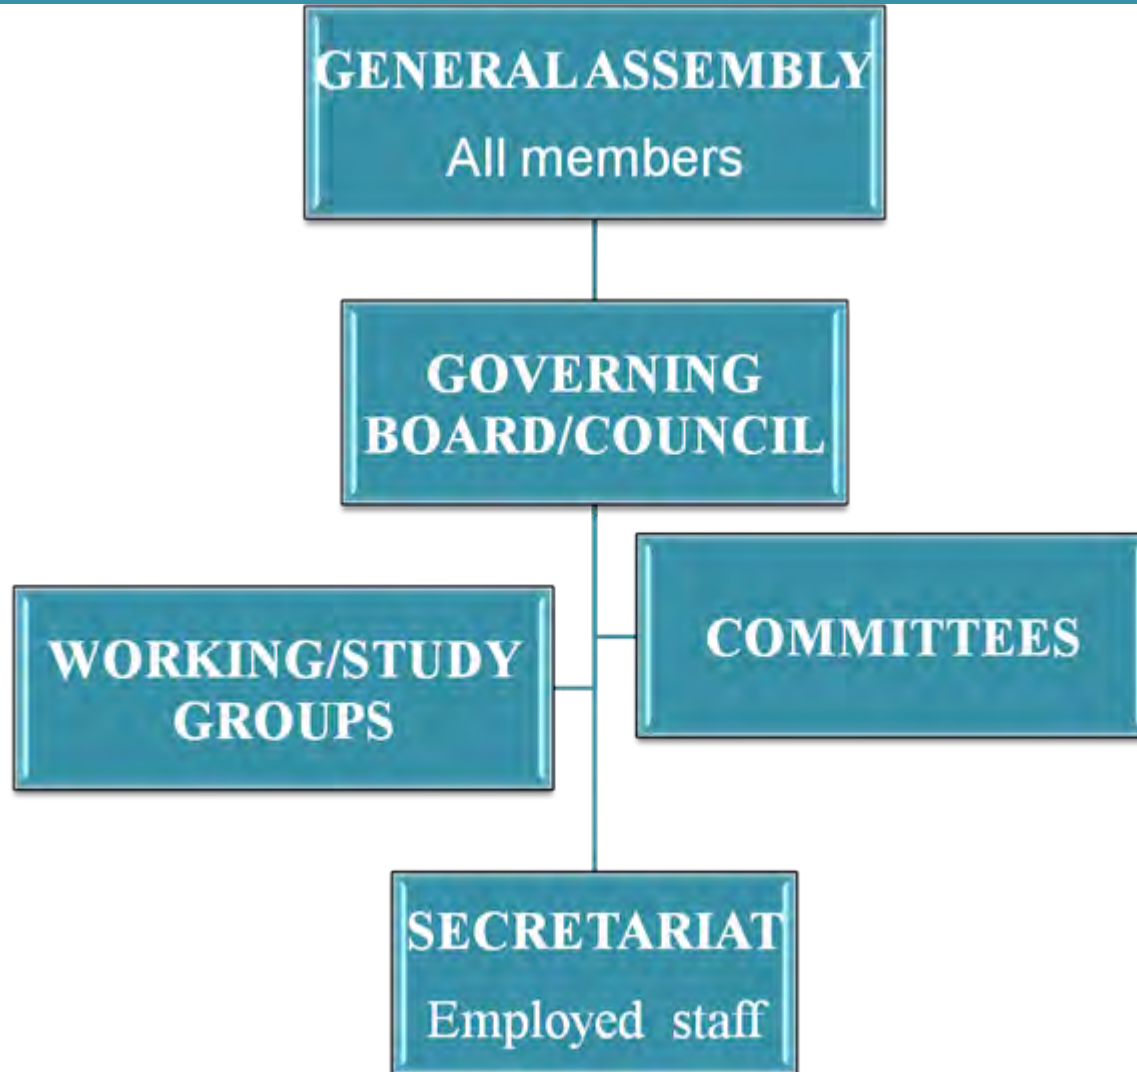 GENERAL ASSEMBLY
All members
GOVERNING
BOARD/COUNCIL
COMMITTEES
WORKING/STUDY
GROUPS
SECRETARIAT
Employed staff